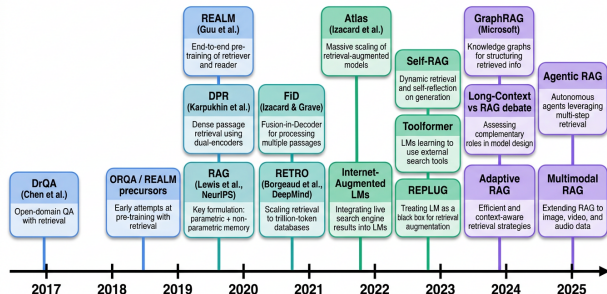 DrQA
(Chen et al.)
Open-domain QA
with retrieval
ORQA / REALM
precursors
Early attempts at
pre-training with
retrieval
REALM
(Guu et al.)
End-to-end pre-
training of retriever
and reader
DPR
(Karpukhin et al.)
Dense passage
retrieval using
dual-encoders
RAG
(Lewis et al.,
NeurIPS)
Key formulation:
parametric + non-
parametric memory
FiD
(Izacard & Grave)
Fusion-in-Decoder
for processing
multiple passages
RETRO
(Borgeaud et al.,
DeepMind)
Scaling retrieval
to trillion-token
databases
Atlas
(Izacard et al.)
Massive scaling of
retrieval-augmented
models
Internet-
Augmented
LMs
Integrating live
search engine
results into LMs
Self-RAG
Dynamic retrieval
and self-reflection
on generation
Toolformer
LMs learning to
use external
search tools
REPLUG
Treating LM as a
black box for retrieval
augmentation
GraphRAG
(Microsoft)
Knowledge graphs
for structuring
retrieved info
Long-Context
vs RAG debate
Assessing
complementary
roles in model design
Adaptive
RAG
Efficient and
context-aware
retrieval strategies
Agentic RAG
Autonomous
agents leveraging
multi-step
retrieval
Multimodal
RAG
Extending RAG to
image, video, and
audio data
2017 2018 2019 2020 2021 2022 2023 2024 2025